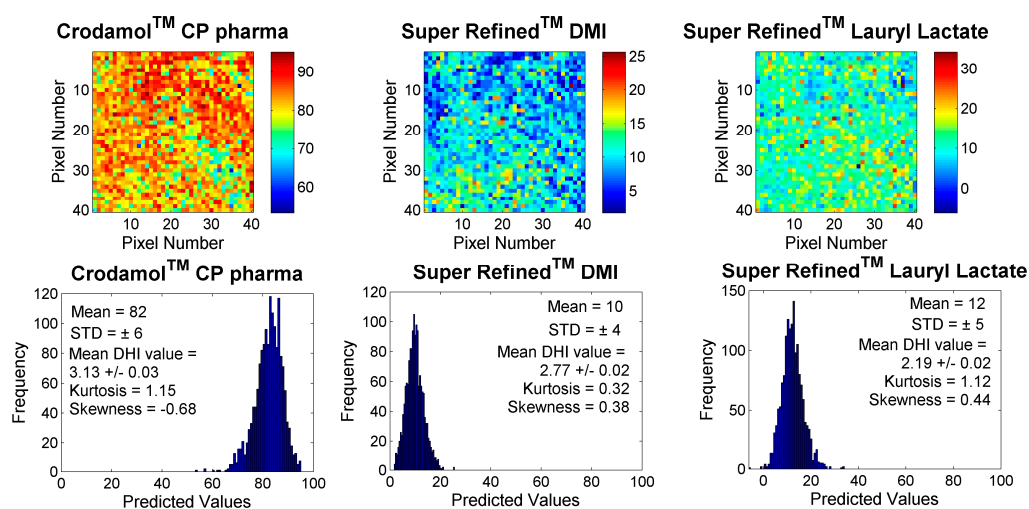 Crodamol™ CP pharma
Super Refined™ DMI
Super Refined™ Lauryl Lactate
Pixel Number
10
20
30
40
10 20 30 40
Pixel Number
90
80
70
60
Pixel Number
10
20
30
40
10 20 30 40
Pixel Number
25
20
15
10
5
Pixel Number
10
20
30
40
10 20 30 40
Pixel Number
30
20
10
0
Crodamol™ CP pharma
Frequency
120
100
80
60
40
20
0
Mean = 82
STD = ± 6
Mean DHI value =
3.13 +/- 0.03
Kurtosis = 1.15
Skewness = -0.68
0 20 40 60 80 100
Predicted Values
Super Refined™ DMI
Frequency
120
100
80
60
40
20
0
Mean = 10
STD = ± 4
Mean DHI value =
2.77 +/- 0.02
Kurtosis = 0.32
Skewness = 0.38
0 20 40 60 80 100
Predicted Values
Super Refined™ Lauryl Lactate
Frequency
150
100
50
0
Mean = 12
STD = ± 5
Mean DHI value =
2.19 +/- 0.02
Kurtosis = 1.12
Skewness = 0.44
0 20 40 60 80 100
Predicted Values